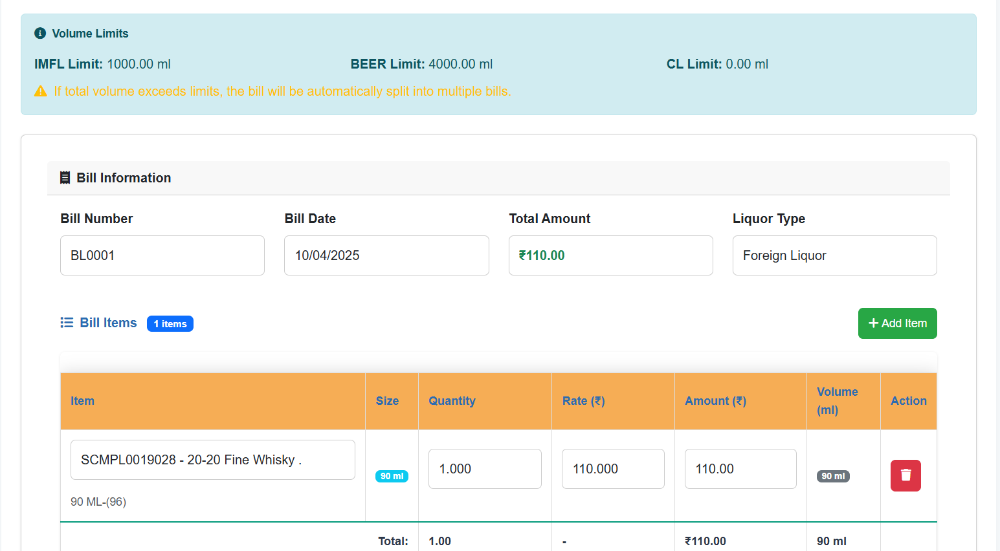 Volume Limits
IMFL Limit: 1000.00 ml BEER Limit: 4000.00 ml CL Limit: 0.00 ml
If total volume exceeds limits, the bill will be automatically split into multiple bills.
Bill Information
Bill Number Bill Date Total Amount Liquor Type
BL0001 10/04/2025 ₹110.00 Foreign Liquor
Bill Items 1 items + Add Item
Item Size Quantity Rate (₹) Amount (₹) Volume (ml) Action
SCMPL0019028 - 20-20 Fine Whisky . 90 ml 1.000 110.000 110.00 90 ml
90 ML-(96)
Total: 1.00 - ₹110.00 90 ml